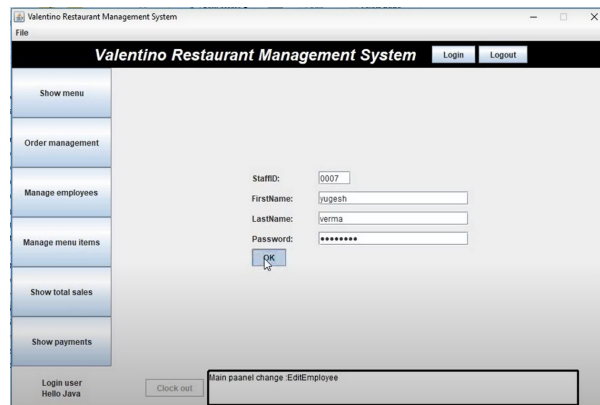 Valentino Restaurant Management System
File
Valentino Restaurant Management System
Login
Logout
Show menu
Order management
Manage employees
Manage menu items
Show total sales
Show payments
StaffID: 0007
FirstName: yugesh
LastName: verma
Password: ••••••••
OK
Login user
Hello Java
Clock out
Main paanel change :EditEmployee